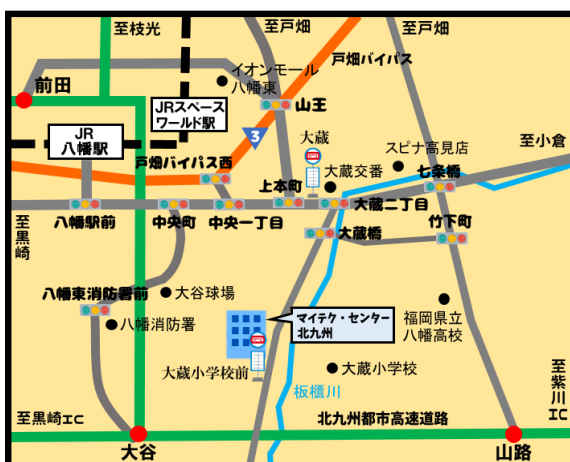 至枝光
至戸畑
至戸畑
戸畑バイパス
イオンモール
八幡東
前田
JRスペース
ワールド駅
山王
3
JR
八幡駅
大蔵
スピナ高見店
至小倉
戸畑バイパス西
大蔵交番
七条橋
上本町
八幡駅前
中央町
中央一丁目
大蔵二丁目
至黒崎
大蔵橋
竹下町
八幡東消防署前
大谷球場
八幡消防署
マイテク・センター
北九州
福岡県立
八幡高校
大蔵小学校前
大蔵小学校
板櫃川
至紫川IC
至黒崎IC
北九州都市高速道路
大谷
山路